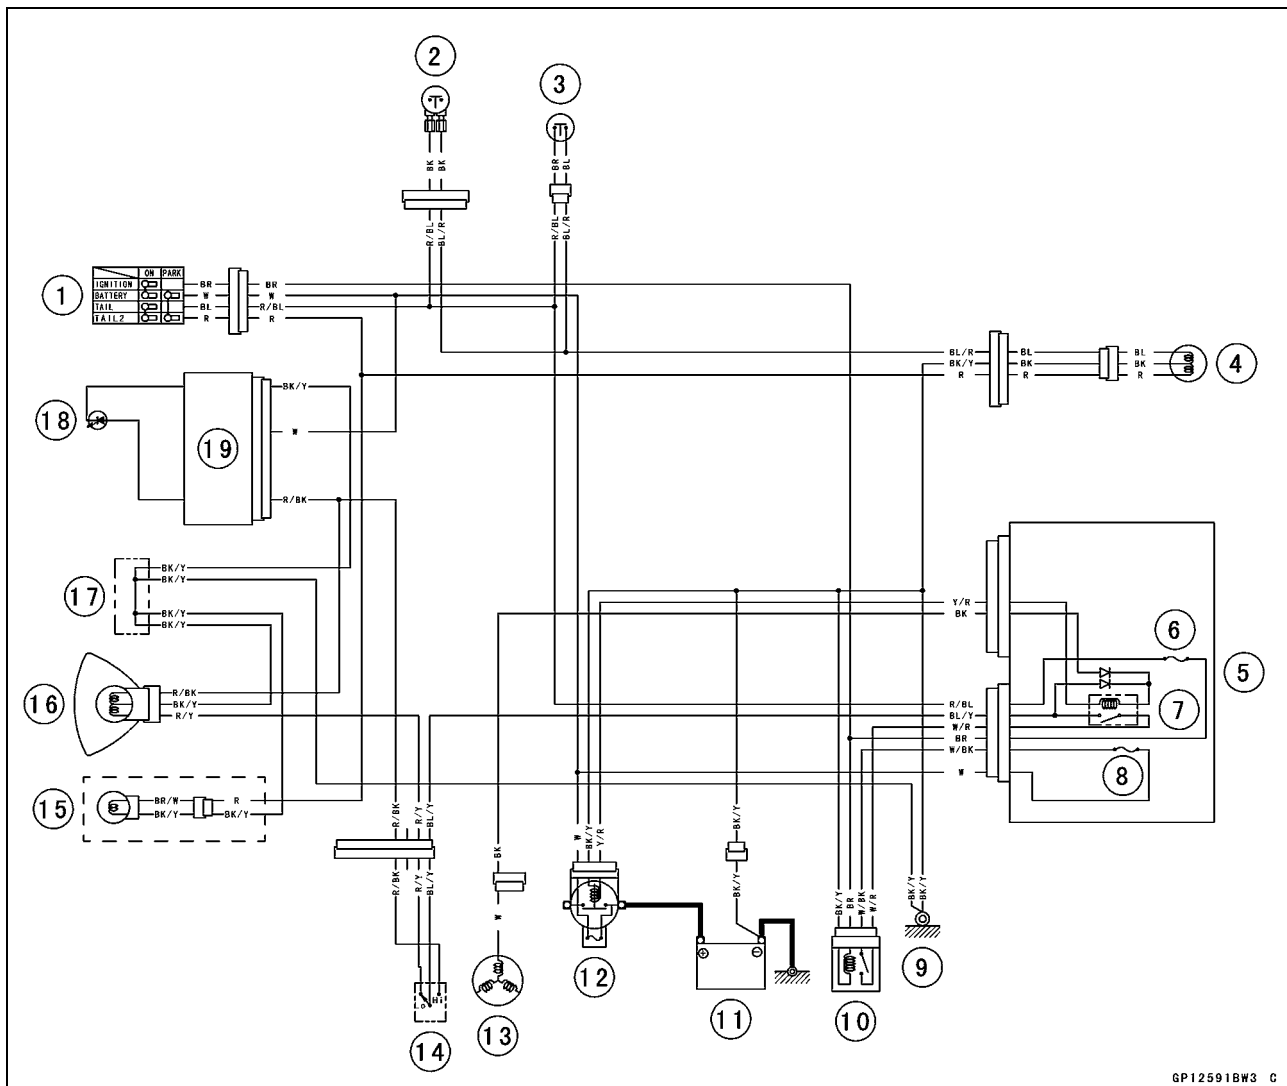 2
3
BK BK
BR BL
R/BL BL/R
R/BL BL/R
1
ON PARK
IGNITION
BATTERY
TAIL
TAIL2
BR BR
W W
BL R/BL
R R
BL/R BL BL
BK/Y BK BK
R R R
4
18
19
BK/Y
W
R/BK
17
BK/Y
BK/Y
BK/Y
BK/Y
Y/R
BK
6
5
7
8
16
R/BK
BK/Y
R/Y
R/BL
BL/Y
W/R
BR
W/BK
W
15
BR/W R
BK/Y BK/Y
R/BK R/Y BL/Y
R/BK R/Y BL/Y
BK
W
W BK/Y Y/R
BK/Y
BK/Y
BK/Y BR W/BK W/R
BK/Y BK/Y
Lo Hi
14
13
12
+ −
11
10
9
GP12591BW3 C